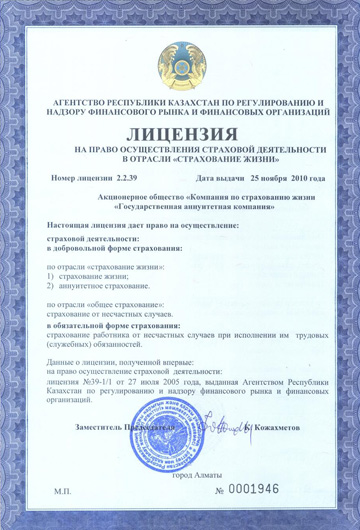 АГЕНТСТВО РЕСПУБЛИКИ КАЗАХСТАН ПО РЕГУЛИРОВАНИЮ И
НАДЗОРУ ФИНАНСОВОГО РЫНКА И ФИНАНСОВЫХ ОРГАНИЗАЦИЙ
ЛИЦЕНЗИЯ
НА ПРАВО ОСУЩЕСТВЛЕНИЯ СТРАХОВОЙ ДЕЯТЕЛЬНОСТИ
В ОТРАСЛИ «СТРАХОВАНИЕ ЖИЗНИ»
Номер лицензии 2.2.39 Дата выдачи 25 ноября 2010 года
Акционерное общество «Компания по страхованию жизни
«Государственная аннуитетная компания»
Настоящая лицензия дает право на осуществление:
страховой деятельности:
в добровольной форме страхования:
по отрасли «страхование жизни»:
1) страхование жизни;
2) аннуитетное страхование.
по отрасли «общее страхование»:
страхование от несчастных случаев.
в обязательной форме страхования:
страхование работника от несчастных случаев при исполнении им трудовых
(служебных) обязанностей.
Данные о лицензии, полученной впервые:
на право осуществление страховой деятельности:
лицензия №39-1/1 от 27 июля 2005 года, выданная Агентством Республики
Казахстан по регулированию и надзору финансового рынка и финансовых
организаций.
Заместитель Председателя К. Кожахметов
город Алматы
М.П. № 0001946